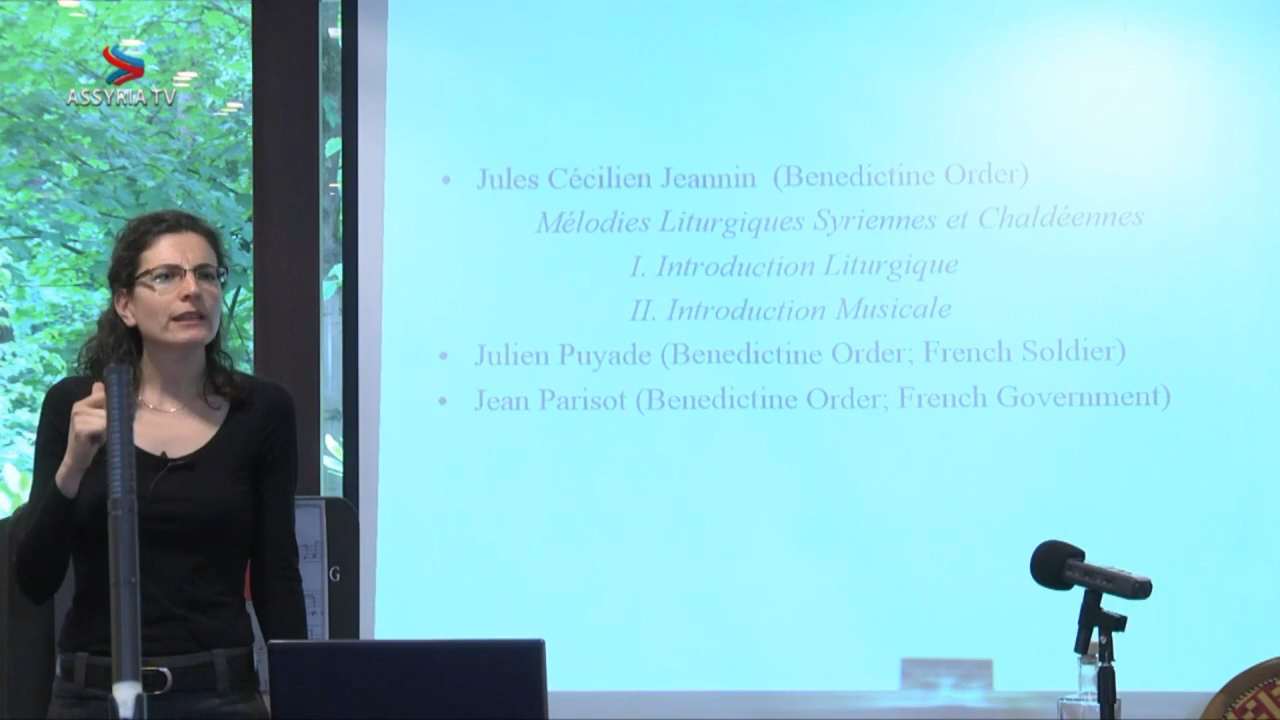 ASSYRIA TV
• Jules Cécilien Jeannin (Benedictine Order)
Mélodies Liturgiques Syriennes et Chaldéennes
I. Introduction Liturgique
II. Introduction Musicale
• Julien Puyade (Benedictine Order; French Soldier)
• Jean Parisot (Benedictine Order; French Government)
G